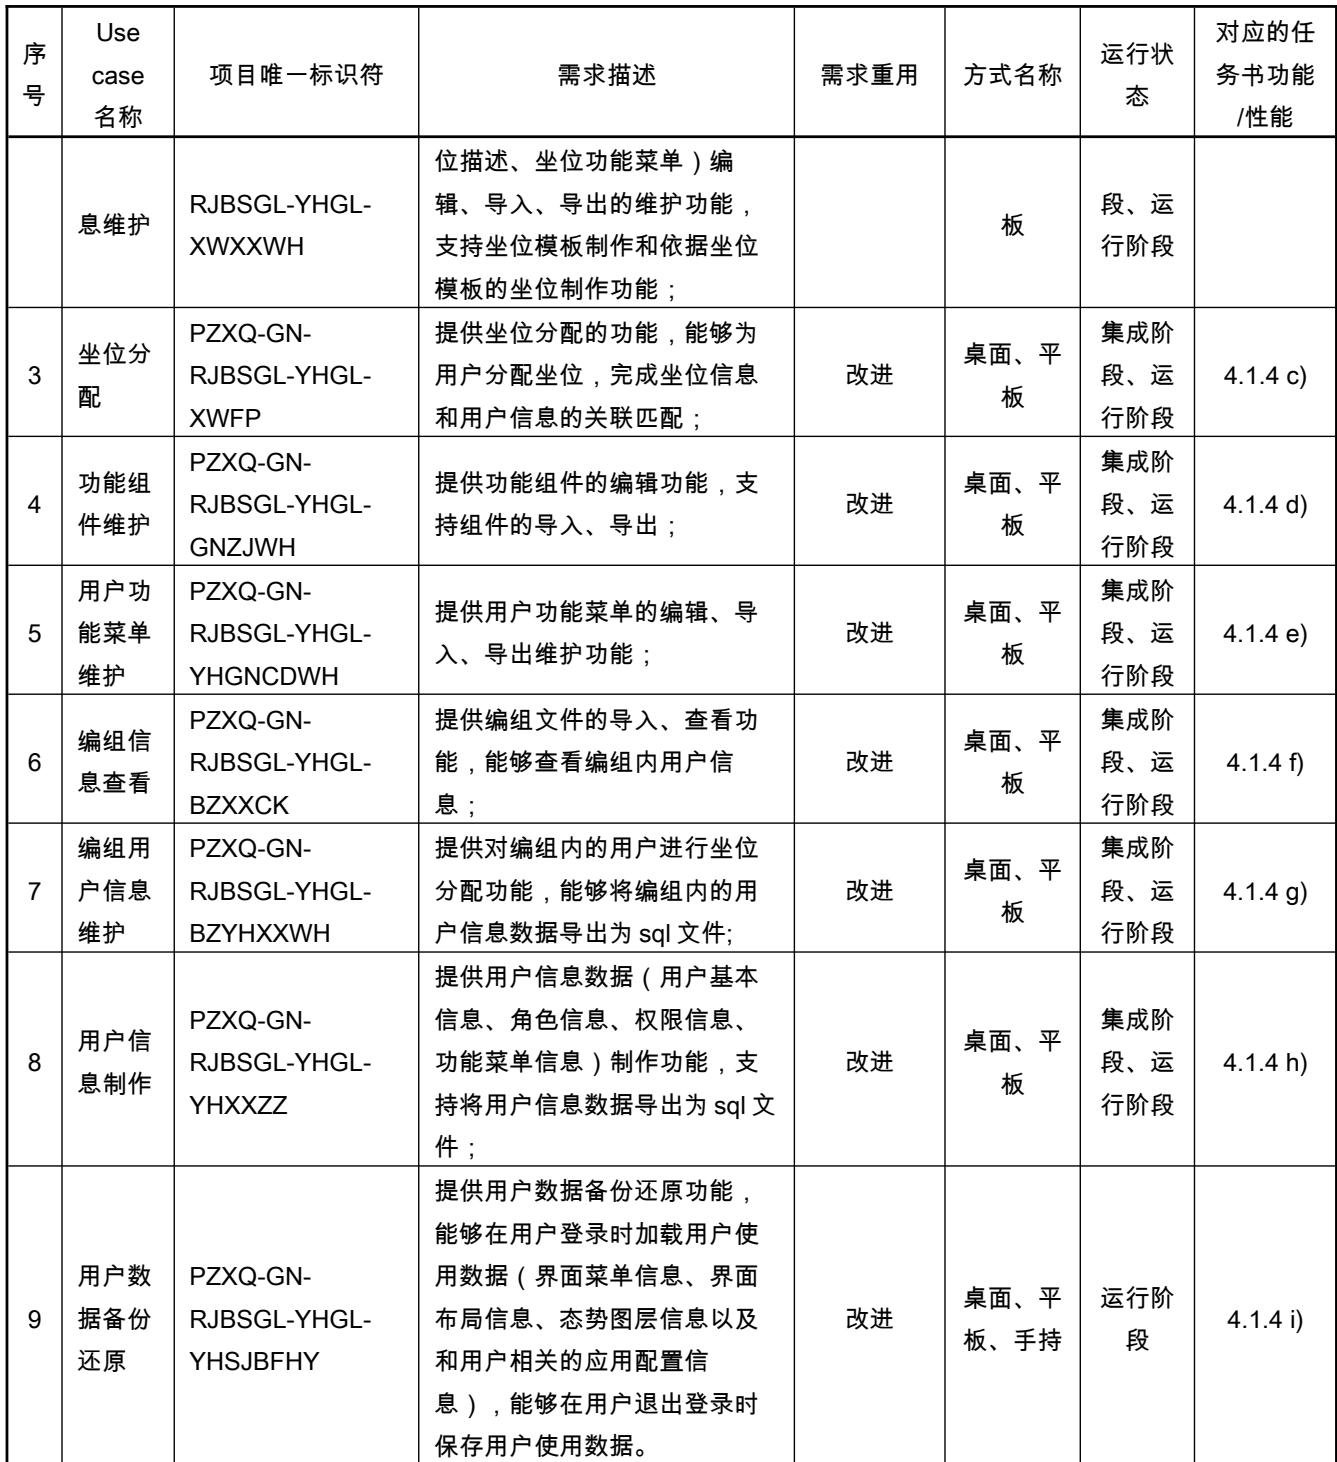 序
号
Use
case
名称
项目唯一标识符
需求描述
需求重用
方式名称
运行状
态
对应的任
务书功能
/性能
息维护
RJBSGL-YHGL-
XWXXWH
位描述、坐位功能菜单）编
辑、导入、导出的维护功能，
支持坐位模板制作和依据坐位
模板的坐位制作功能；
板
段、运
行阶段
3
坐位分
配
PZXQ-GN-
RJBSGL-YHGL-
XWFP
提供坐位分配的功能，能够为
用户分配坐位，完成坐位信息
和用户信息的关联匹配；
改进
桌面、平
板
集成阶
段、运
行阶段
4.1.4 c)
4
功能组
件维护
PZXQ-GN-
RJBSGL-YHGL-
GNZJWH
提供功能组件的编辑功能，支
持组件的导入、导出；
改进
桌面、平
板
集成阶
段、运
行阶段
4.1.4 d)
5
用户功
能菜单
维护
PZXQ-GN-
RJBSGL-YHGL-
YHGNCDWH
提供用户功能菜单的编辑、导
入、导出维护功能；
改进
桌面、平
板
集成阶
段、运
行阶段
4.1.4 e)
6
编组信
息查看
PZXQ-GN-
RJBSGL-YHGL-
BZXXCK
提供编组文件的导入、查看功
能，能够查看编组内用户信
息；
改进
桌面、平
板
集成阶
段、运
行阶段
4.1.4 f)
7
编组用
户信息
维护
PZXQ-GN-
RJBSGL-YHGL-
BZYHXXWH
提供对编组内的用户进行坐位
分配功能，能够将编组内的用
户信息数据导出为 sql 文件;
改进
桌面、平
板
集成阶
段、运
行阶段
4.1.4 g)
8
用户信
息制作
PZXQ-GN-
RJBSGL-YHGL-
YHXXZZ
提供用户信息数据（用户基本
信息、角色信息、权限信息、
功能菜单信息）制作功能，支
持将用户信息数据导出为 sql 文
件；
改进
桌面、平
板
集成阶
段、运
行阶段
4.1.4 h)
9
用户数
据备份
还原
PZXQ-GN-
RJBSGL-YHGL-
YHSJBFHY
提供用户数据备份还原功能，
能够在用户登录时加载用户使
用数据（界面菜单信息、界面
布局信息、态势图层信息以及
和用户相关的应用配置信
息），能够在用户退出登录时
保存用户使用数据。
改进
桌面、平
板、手持
运行阶
段
4.1.4 i)